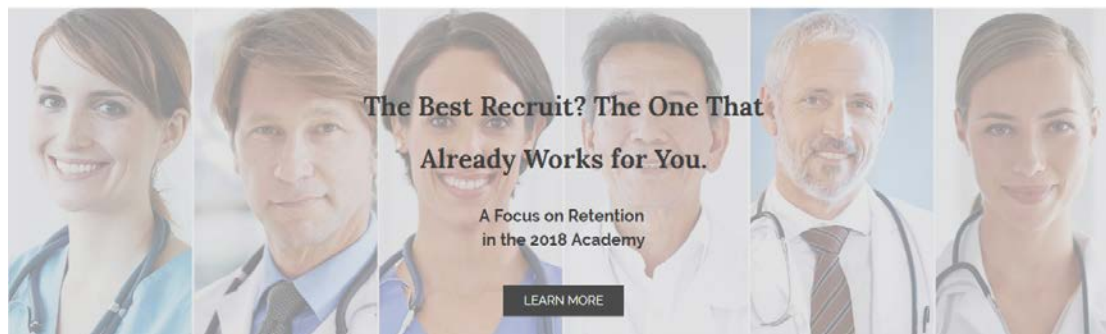 The Best Recruit? The One That
Already Works for You.
A Focus on Retention
in the 2018 Academy
LEARN MORE